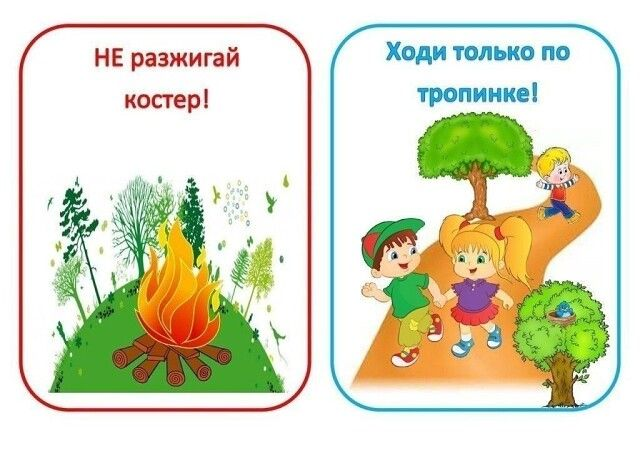 НЕ разжигай
костер!
Ходи только по
тропинке!